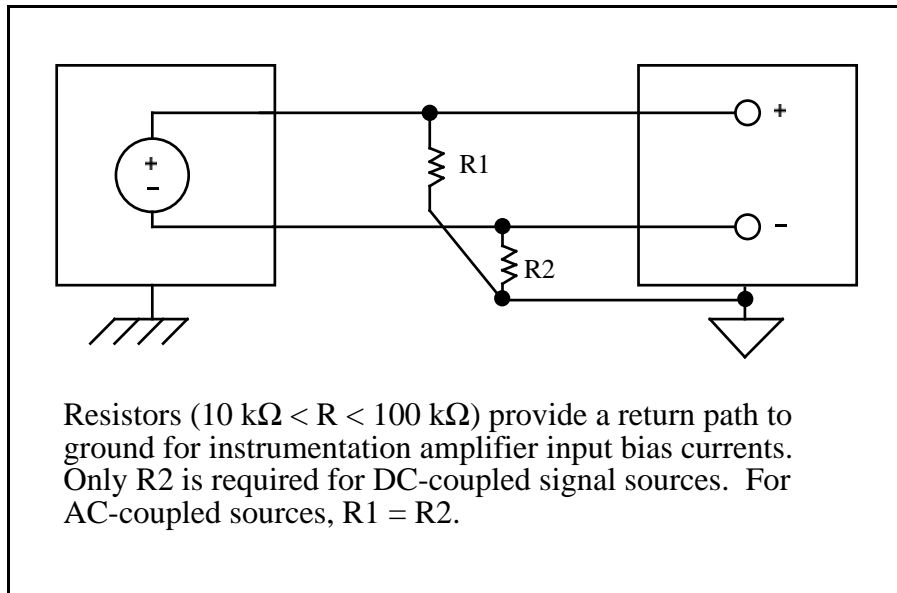 +
+
−
R1
−
R2
Resistors (10 kΩ < R < 100 kΩ) provide a return path to
ground for instrumentation amplifier input bias currents.
Only R2 is required for DC-coupled signal sources.  For
AC-coupled sources, R1 = R2.